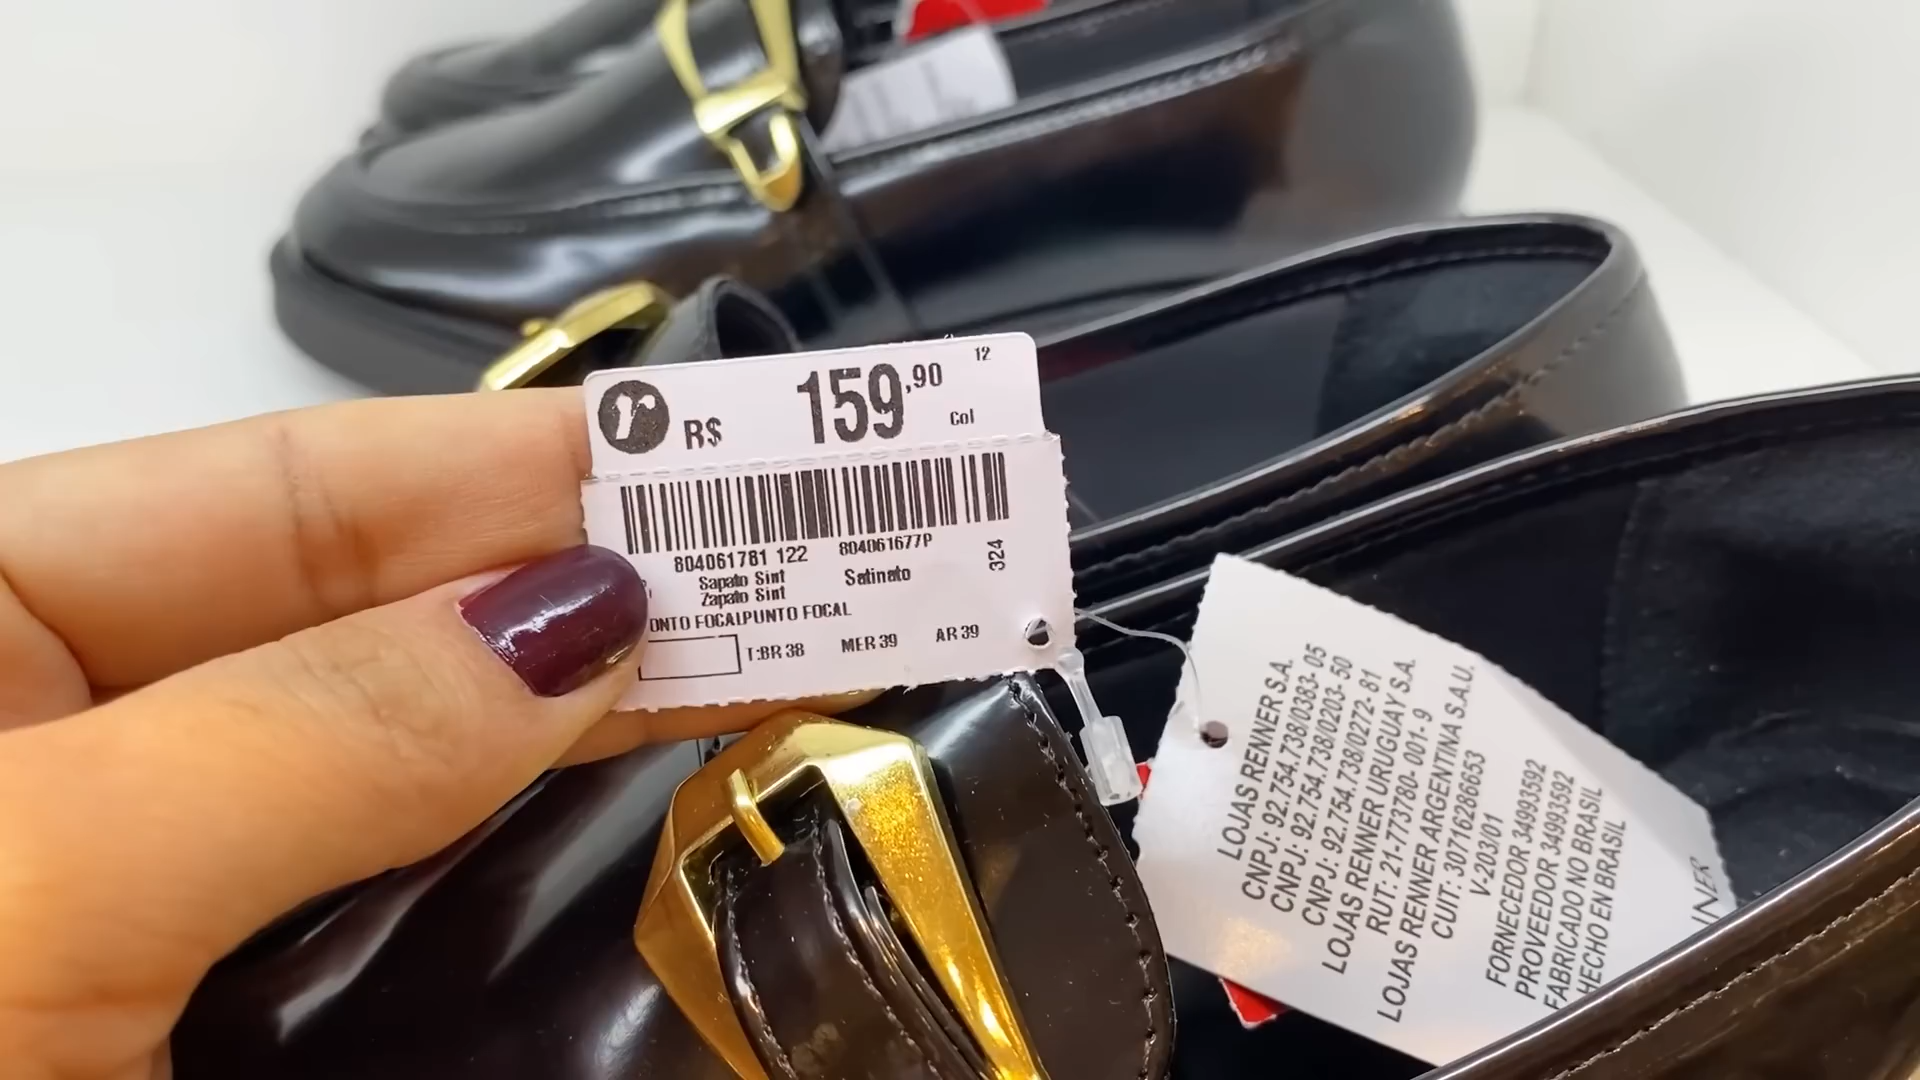 12
R$ 159,90
Col
804061781 122 804061677P
324
Sapato Sint Satinato
Zapato Sint
ONTO FOCALPUNTO FOCAL
T:BR 38 MER 39 AR 39
LOJAS RENNER S.A.
CNPJ: 92.754.738/0383- 05
CNPJ: 92.754.738/0203- 50
CNPJ: 92.754.738/0272- 81
LOJAS RENNER URUGUAY S.A.
RUT: 21-773780- 001- 9
LOJAS RENNER ARGENTINA S.A.U.
CUIT: 30716286653
V-2203/01
FORNECEDOR 34993592
PROVEEDOR 34993592
FABRICADO NO BRASIL
HECHO EN BRASIL